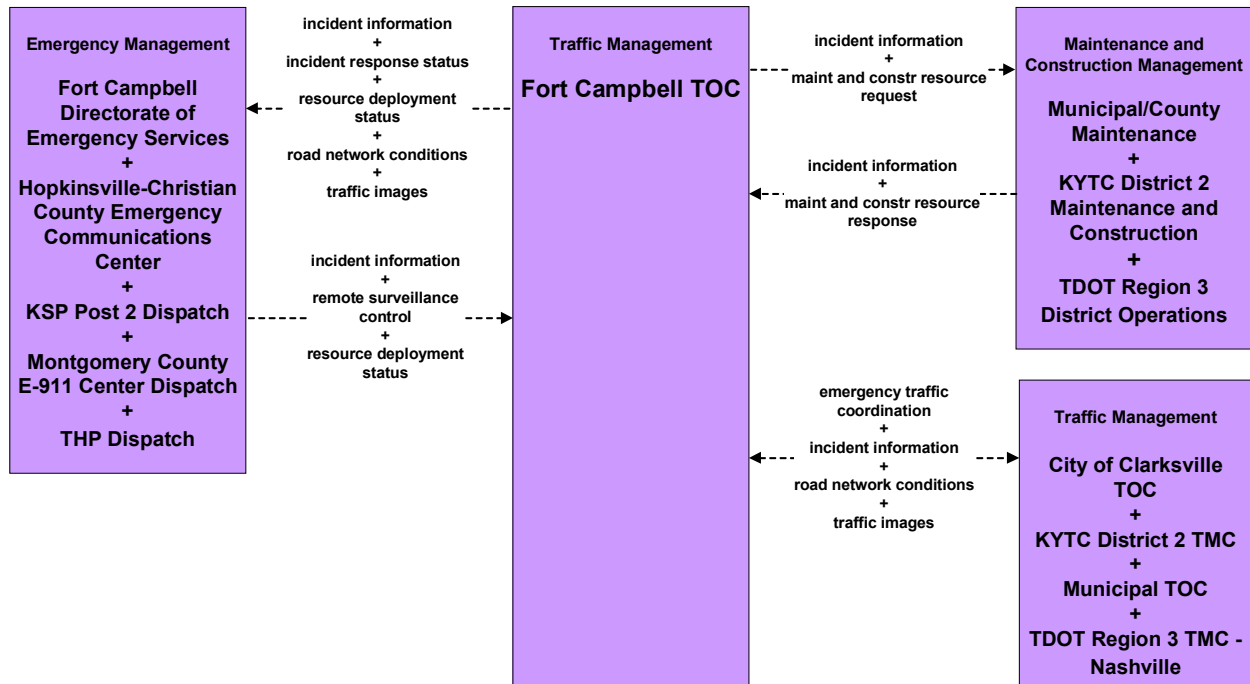 Emergency Management
Fort Campbell
Directorate of
Emergency Services
+
Hopkinsville-Christian
County Emergency
Communications
Center
+
KSP Post 2 Dispatch
+
Montgomery County
E-911 Center Dispatch
+
THP Dispatch
incident information
+
incident response status
+
resource deployment
status
+
road network conditions
+
traffic images
incident information
+
remote surveillance
control
+
resource deployment
status
Traffic Management
Fort Campbell TOC
incident information
+
maint and constr resource
request
incident information
+
maint and constr resource
response
emergency traffic
coordination
+
incident information
+
road network conditions
+
traffic images
Maintenance and
Construction Management
Municipal/County
Maintenance
+
KYTC District 2
Maintenance and
Construction
+
TDOT Region 3
District Operations
Traffic Management
City of Clarksville
TOC
+
KYTC District 2 TMC
+
Municipal TOC
+
TDOT Region 3 TMC -
Nashville